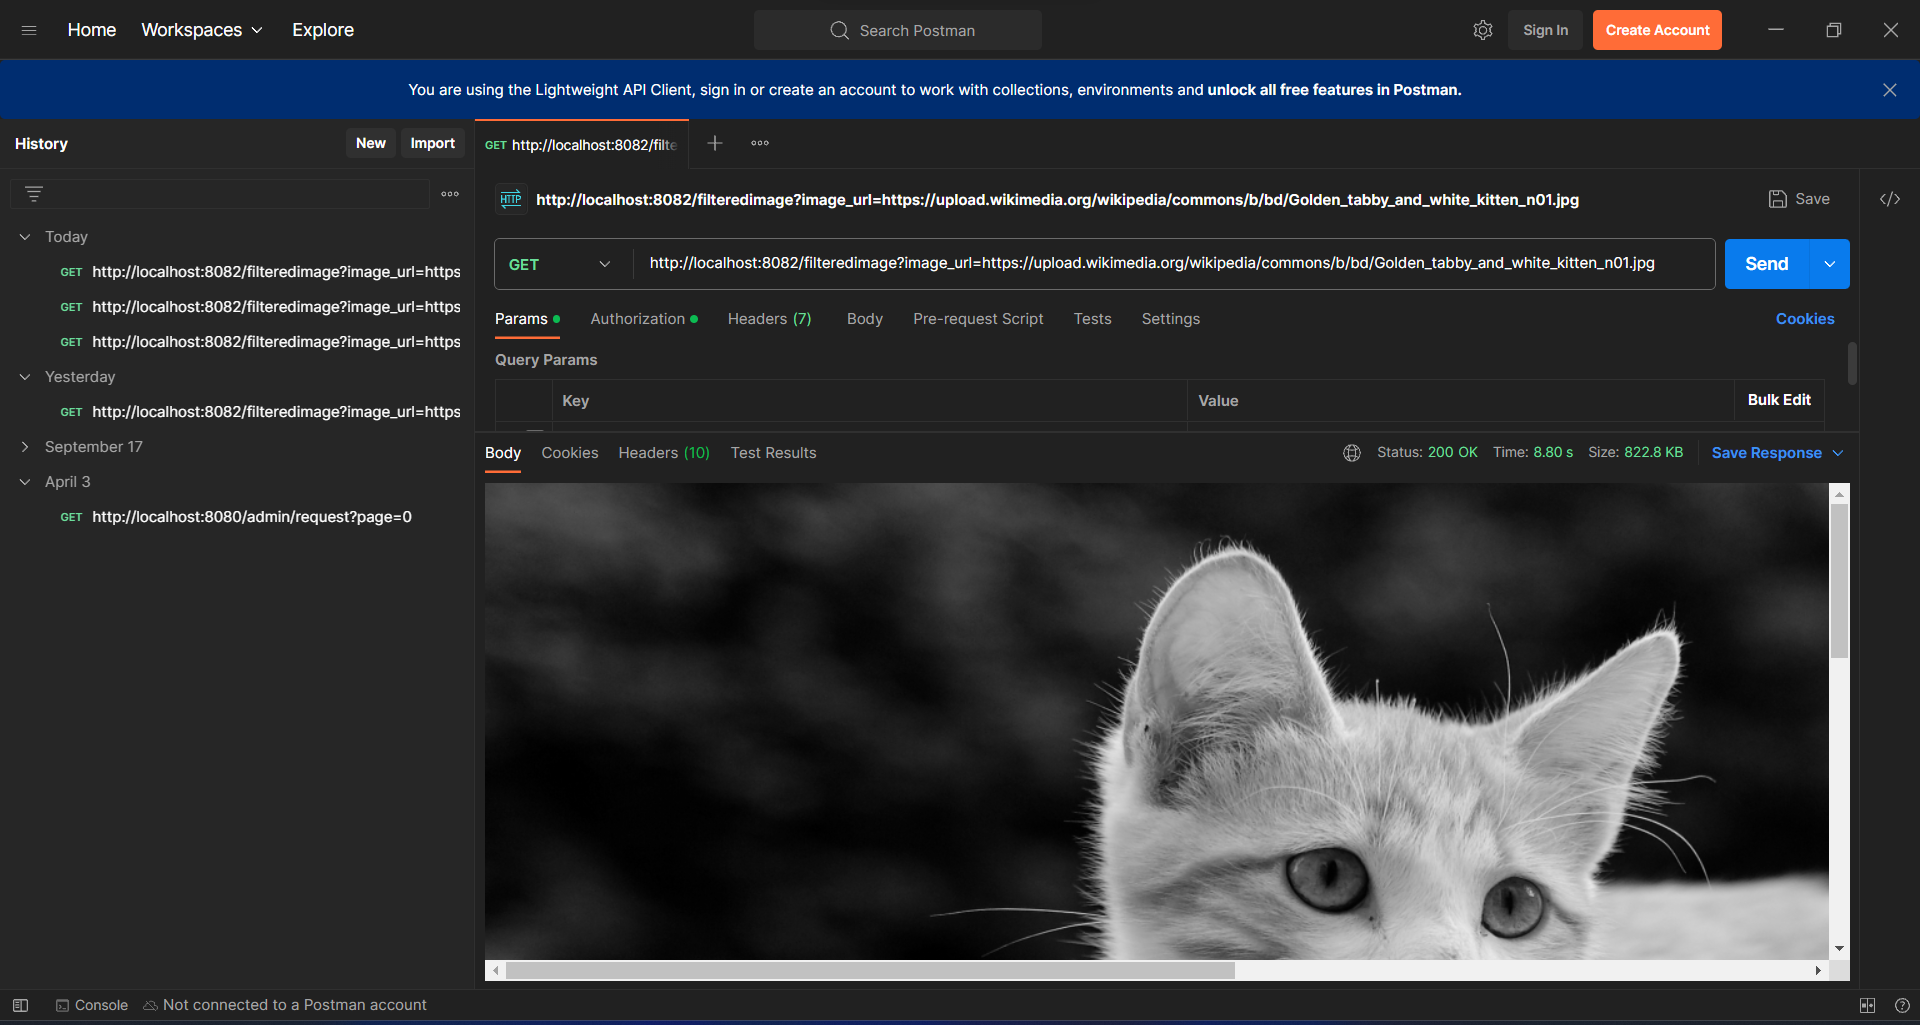 Home Workspaces Explore Search Postman Sign In Create Account
You are using the Lightweight API Client, sign in or create an account to work with collections, environments and unlock all free features in Postman.
History New Import
GET http://localhost:8082/filte
HTTP http://localhost:8082/filteredimage?image_url=https://upload.wikimedia.org/wikipedia/commons/b/bd/Golden_tabby_and_white_kitten_n01.jpg Save
Today
GET http://localhost:8082/filteredimage?image_url=https
GET http://localhost:8082/filteredimage?image_url=https
GET http://localhost:8082/filteredimage?image_url=https
Yesterday
GET http://localhost:8082/filteredimage?image_url=https
September 17
April 3
GET http://localhost:8080/admin/request?page=0
GET http://localhost:8082/filteredimage?image_url=https://upload.wikimedia.org/wikipedia/commons/b/bd/Golden_tabby_and_white_kitten_n01.jpg Send
Params Authorization Headers (7) Body Pre-request Script Tests Settings Cookies
Query Params
Key Value Bulk Edit
Body Cookies Headers (10) Test Results Status: 200 OK Time: 8.80 s Size: 822.8 KB Save Response
Console Not connected to a Postman account